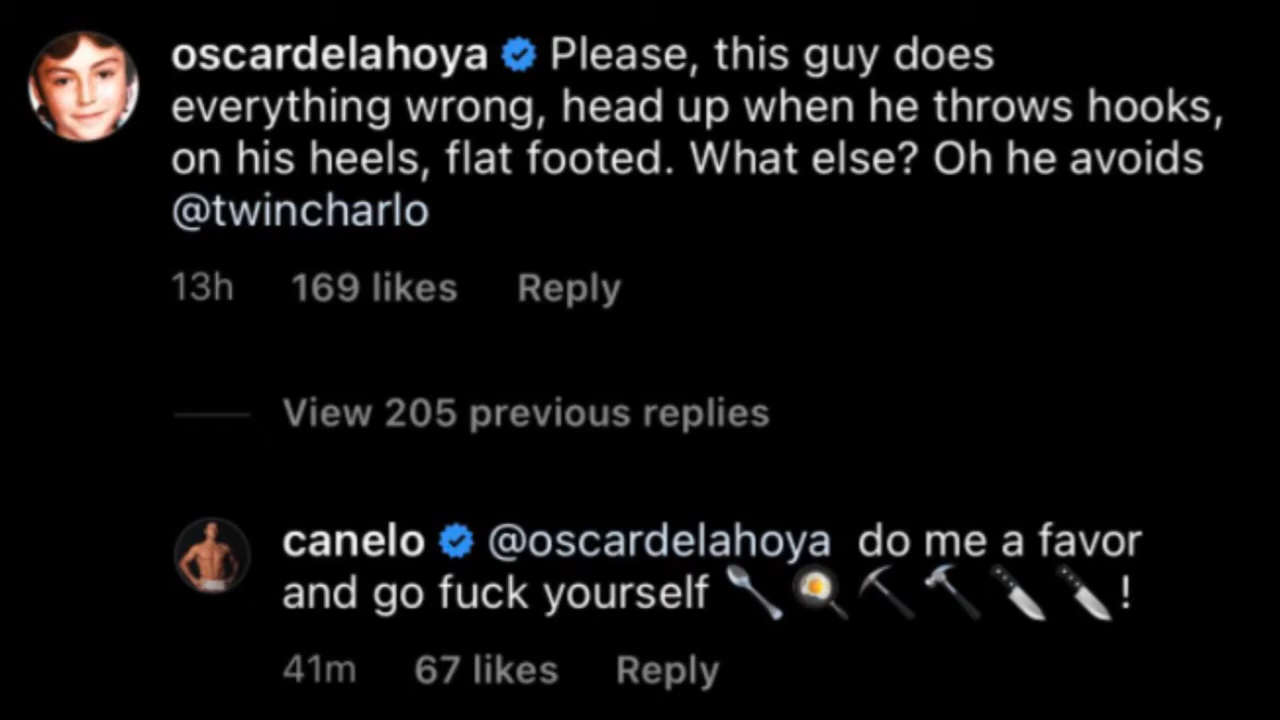 oscardelahoya Please, this guy does
everything wrong, head up when he throws hooks,
on his heels, flat footed. What else? Oh he avoids
@twincharlo
13h 169 likes Reply
View 205 previous replies
canelo @oscardelahoya do me a favor
and go fuck yourself 🥄🍳⛏🔨🔪🔪!
41m 67 likes Reply